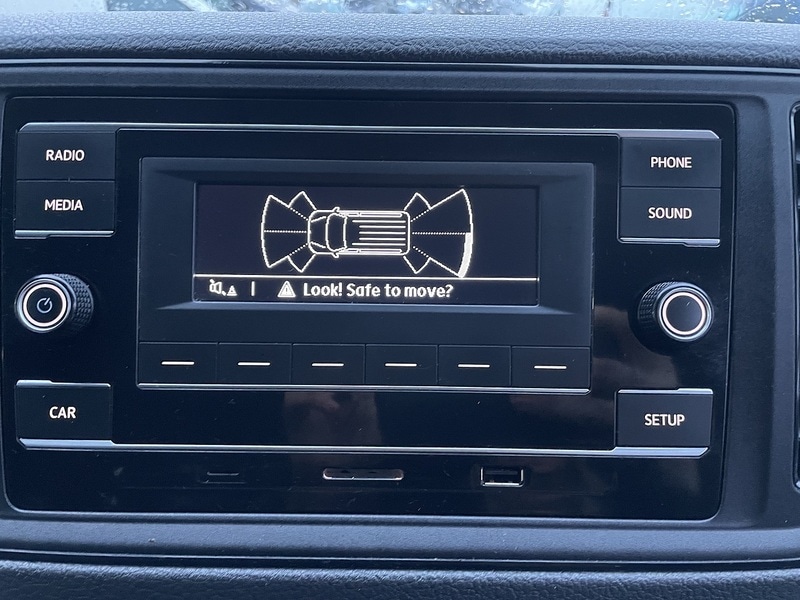 RADIO
PHONE
MEDIA
SOUND
Look! Safe to move?
CAR
SETUP